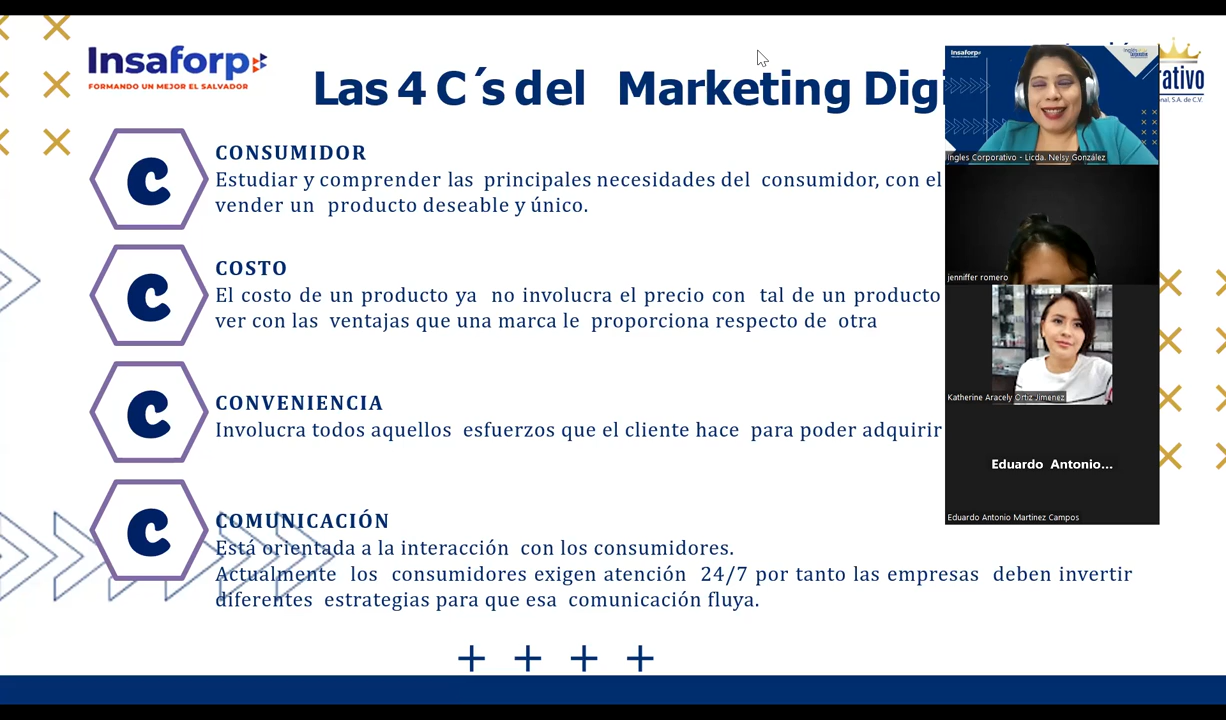 Insaforp
FORMANDO UN MEJOR EL SALVADOR
Las 4 C´s del Marketing Digi
rativo
nal, S.A. de C.V.
C
CONSUMIDOR
Estudiar y comprender las principales necesidades del consumidor, con el
vender un producto deseable y único.
C
COSTO
El costo de un producto ya no involucra el precio con tal de un producto
ver con las ventajas que una marca le proporciona respecto de otra
C
CONVENIENCIA
Involucra todos aquellos esfuerzos que el cliente hace para poder adquirir
C
COMUNICACIÓN
Está orientada a la interacción con los consumidores.
Actualmente los consumidores exigen atención 24/7 por tanto las empresas deben invertir
diferentes estrategias para que esa comunicación fluya.
Insaforp
Ingles Corporativo - Licda. Nelsy González
jenniffer romero
Katherine Aracely Ortiz Jimenez
Eduardo Antonio...
Eduardo Antonio Martinez Campos